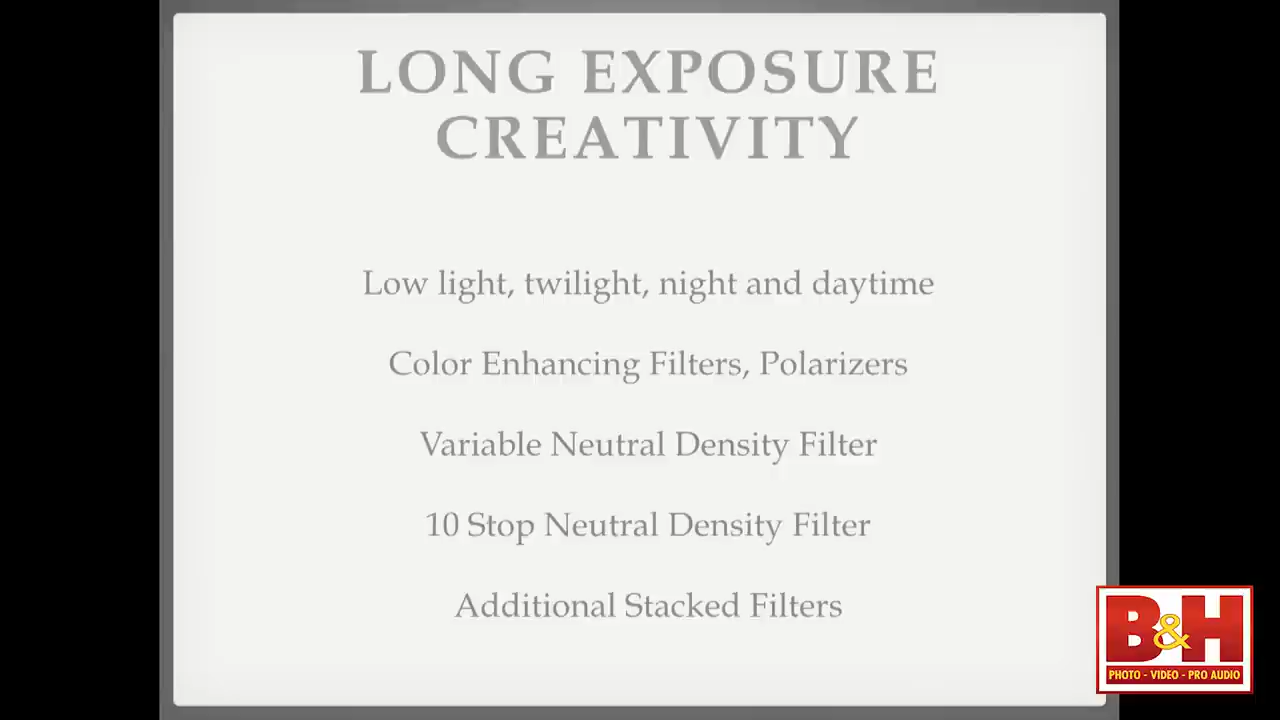 LONG EXPOSURE
CREATIVITY
Low light, twilight, night and daytime
Color Enhancing Filters, Polarizers
Variable Neutral Density Filter
10 Stop Neutral Density Filter
Additional Stacked Filters
B&H
PHOTO - VIDEO - PRO AUDIO